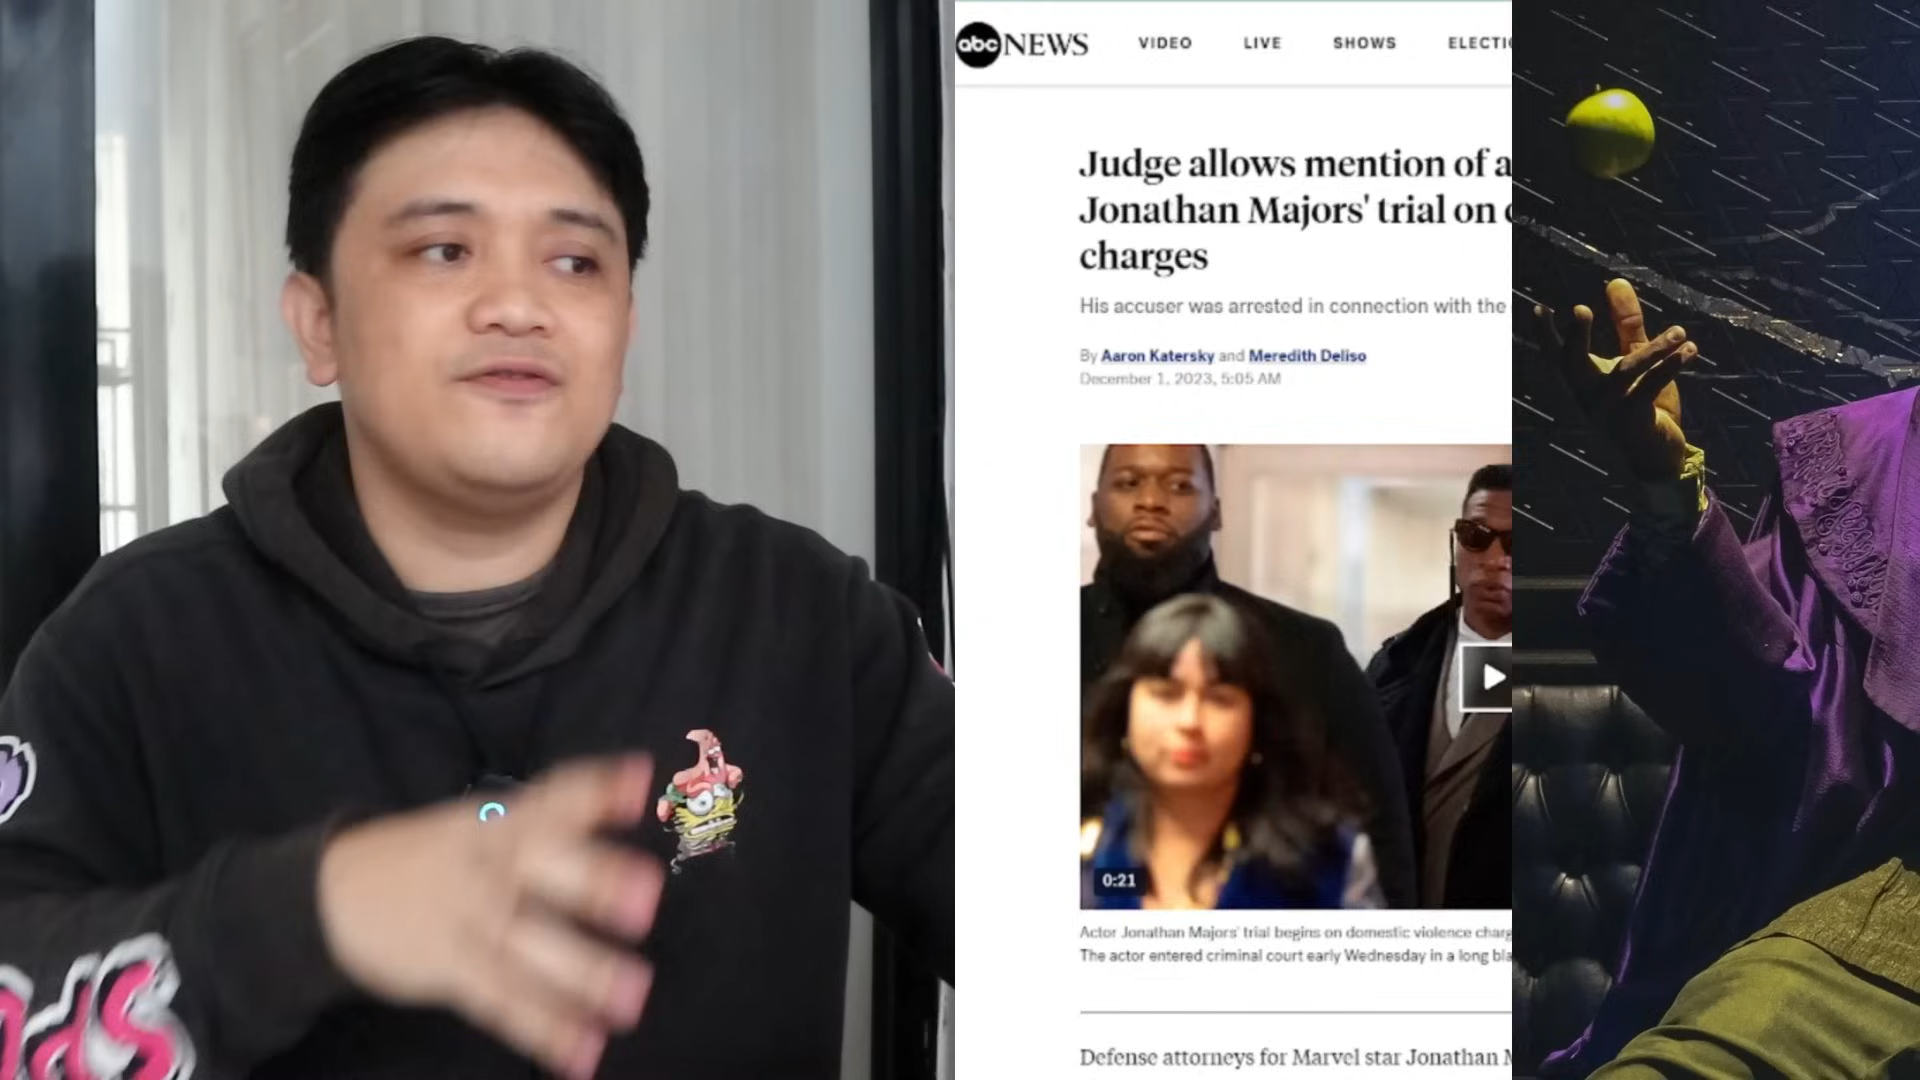 abc NEWS VIDEO LIVE SHOWS ELECTI
Judge allows mention of a
Jonathan Majors' trial on
charges
His accuser was arrested in connection with the
By Aaron Katersky and Meredith Deliso
December 1, 2023, 5:05 AM
0:21
Actor Jonathan Majors' trial begins on domestic violence charg
The actor entered criminal court early Wednesday in a long bla
Defense attorneys for Marvel star Jonathan M